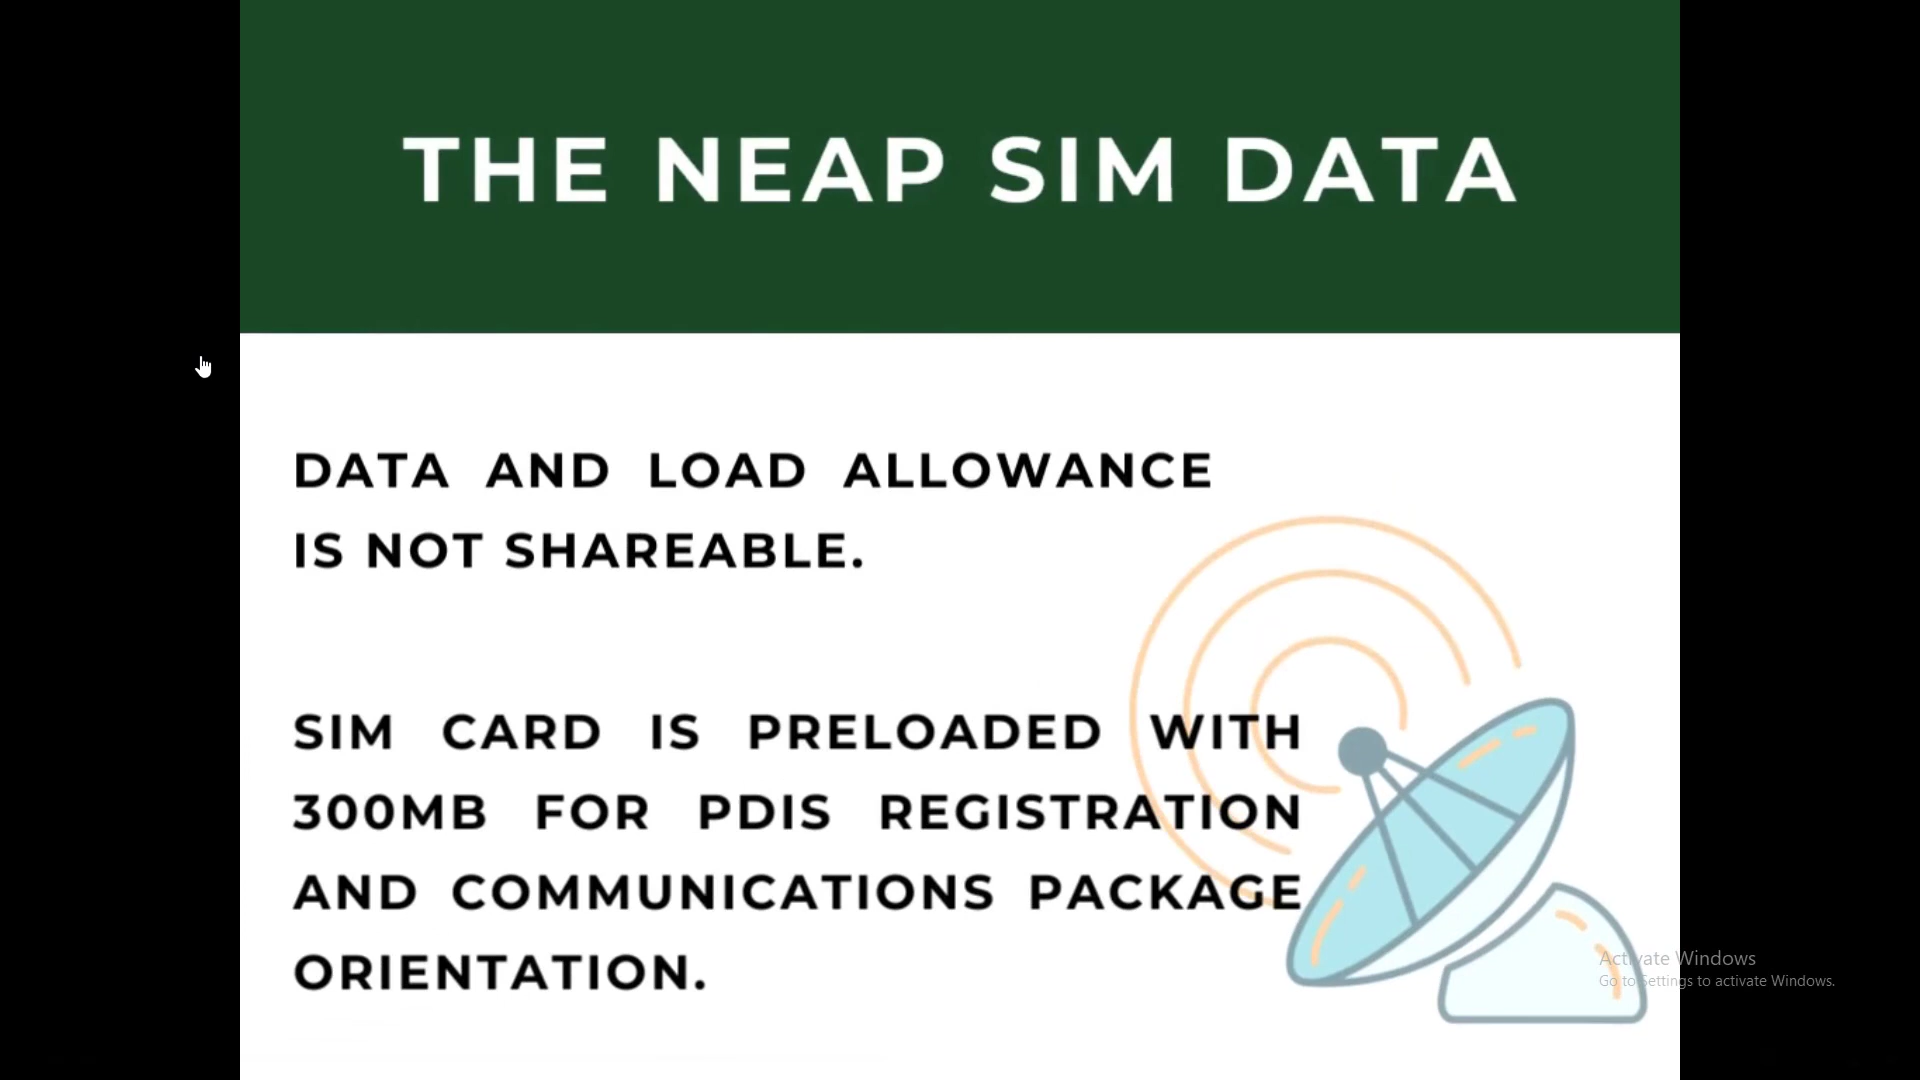 THE NEAP SIM DATA
DATA AND LOAD ALLOWANCE
IS NOT SHAREABLE.
SIM CARD IS PRELOADED WITH
300MB FOR PDIS REGISTRATION
AND COMMUNICATIONS PACKAGE
ORIENTATION.
Activate Windows
Go to Settings to activate Windows.